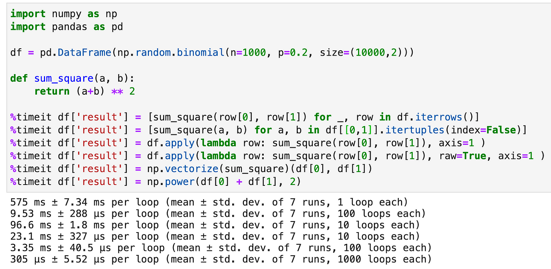 import numpy as np
import pandas as pd
df = pd.DataFrame(np.random.binomial(n=1000, p=0.2, size=(10000,2)))
def sum_square(a, b):
    return (a+b) ** 2
%timeit df['result'] = [sum_square(row[0], row[1]) for _, row in df.iterrows()]
%timeit df['result'] = [sum_square(a, b) for a, b in df[[0,1]].itertuples(index=False)]
%timeit df['result'] = df.apply(lambda row: sum_square(row[0], row[1]), axis=1 )
%timeit df['result'] = df.apply(lambda row: sum_square(row[0], row[1]), raw=True, axis=1 )
%timeit df['result'] = np.vectorize(sum_square)(df[0], df[1])
%timeit df['result'] = np.power(df[0] + df[1], 2)
575 ms ± 7.34 ms per loop (mean ± std. dev. of 7 runs, 1 loop each)
9.53 ms ± 288 µs per loop (mean ± std. dev. of 7 runs, 100 loops each)
96.6 ms ± 1.8 ms per loop (mean ± std. dev. of 7 runs, 10 loops each)
23.1 ms ± 327 µs per loop (mean ± std. dev. of 7 runs, 10 loops each)
3.35 ms ± 40.5 µs per loop (mean ± std. dev. of 7 runs, 100 loops each)
305 µs ± 5.52 µs per loop (mean ± std. dev. of 7 runs, 1000 loops each)